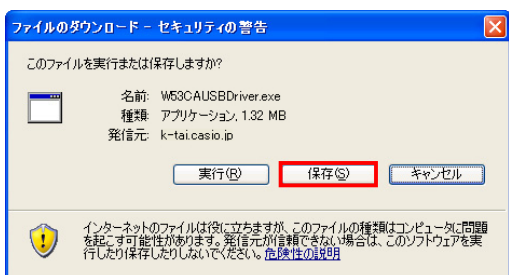 ファイルのダウンロード - セキュリティの警告
このファイルを実行または保存しますか?
名前: W53CAUSBDriver.exe
種類: アプリケーション, 1.32 MB
発信元: k-tai.casio.jp
実行(R) 保存(S) キャンセル
インターネットのファイルは役に立ちますが、このファイルの種類はコンピュータに問題
を起こす可能性があります。発信元が信頼できない場合は、このソフトウェアを実
行したり保存したりしないでください。危険性の説明